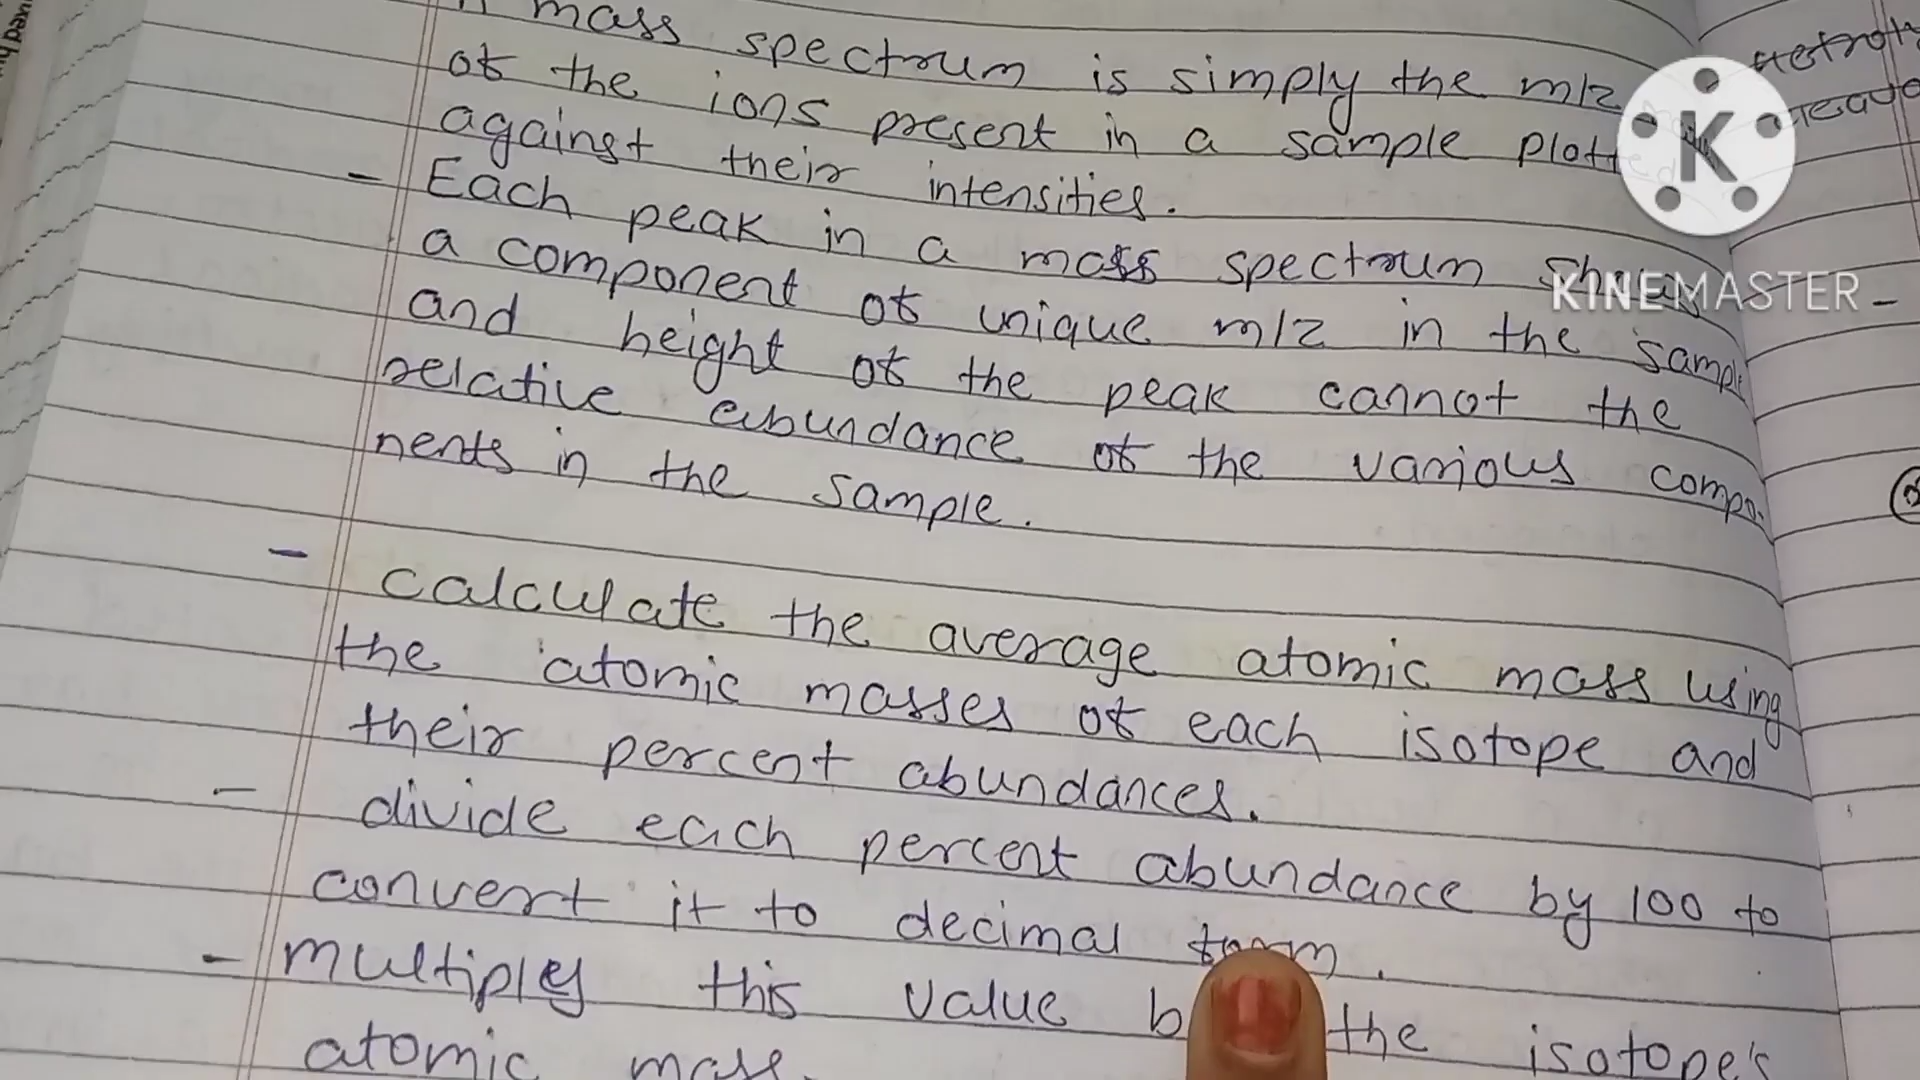 mass spectrum is simply the m/z
of the ions present in a sample plotted
against their intensities.
- Each peak in a mass spectrum shows
a component of unique m/z in the sample
and height of the peak cannot the
relative abundance of the various compo-
nents in the sample.
- calculate the average atomic mass using
the atomic masses of each isotope and
their percent abundances.
- divide each percent abundance by 100 to
convert it to decimal form.
- multiply this value b the isotope's
atomic mass.
K
KINEMASTER